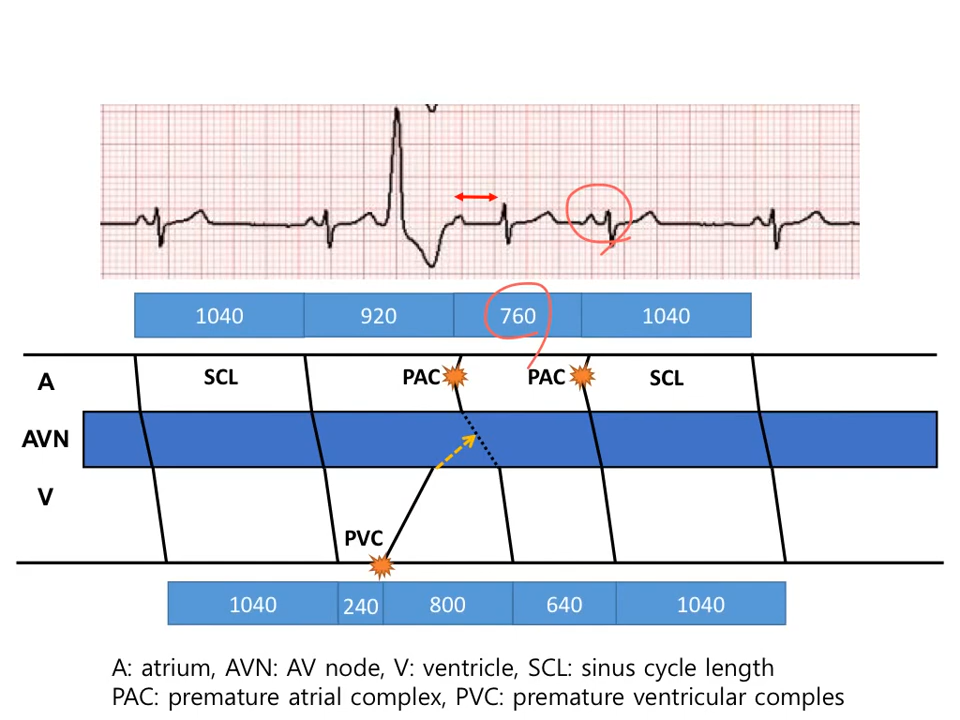 1040 920 760 1040
A SCL PAC PAC SCL
AVN
V
PVC
1040 240 800 640 1040
A: atrium, AVN: AV node, V: ventricle, SCL: sinus cycle length
PAC: premature atrial complex, PVC: premature ventricular comples